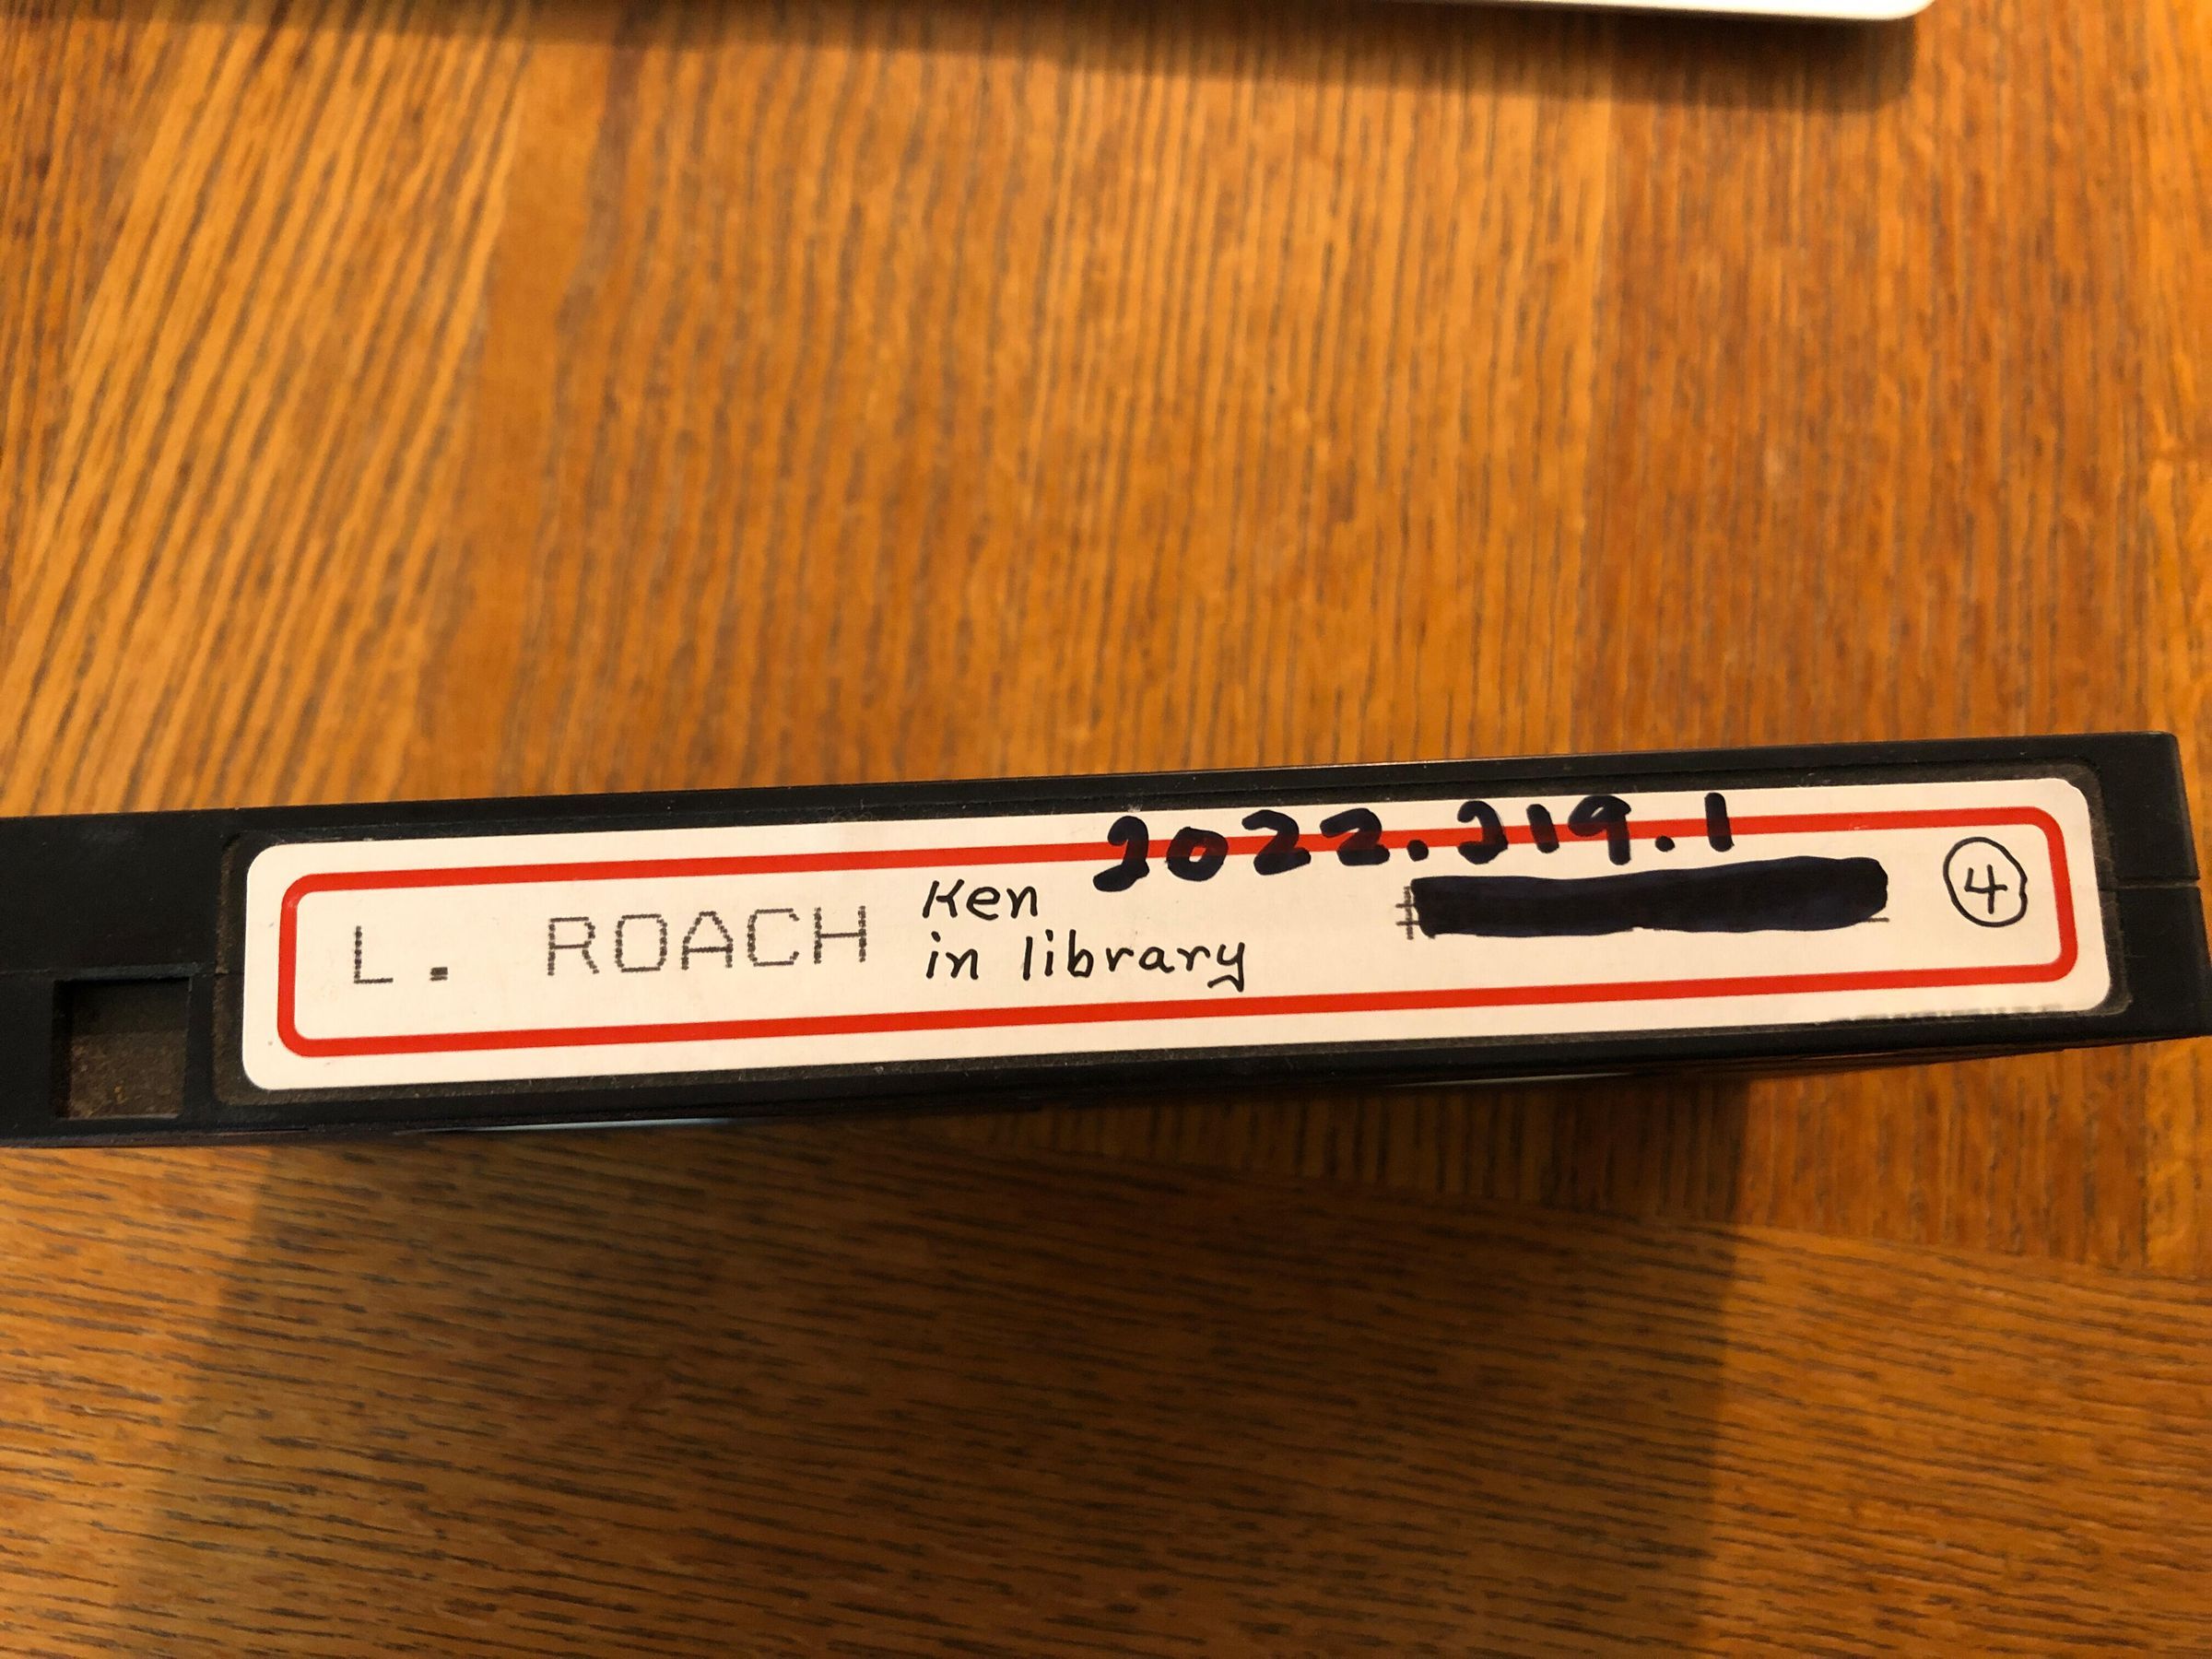 2022.219.1
L. ROACH Ken
in library
#
4